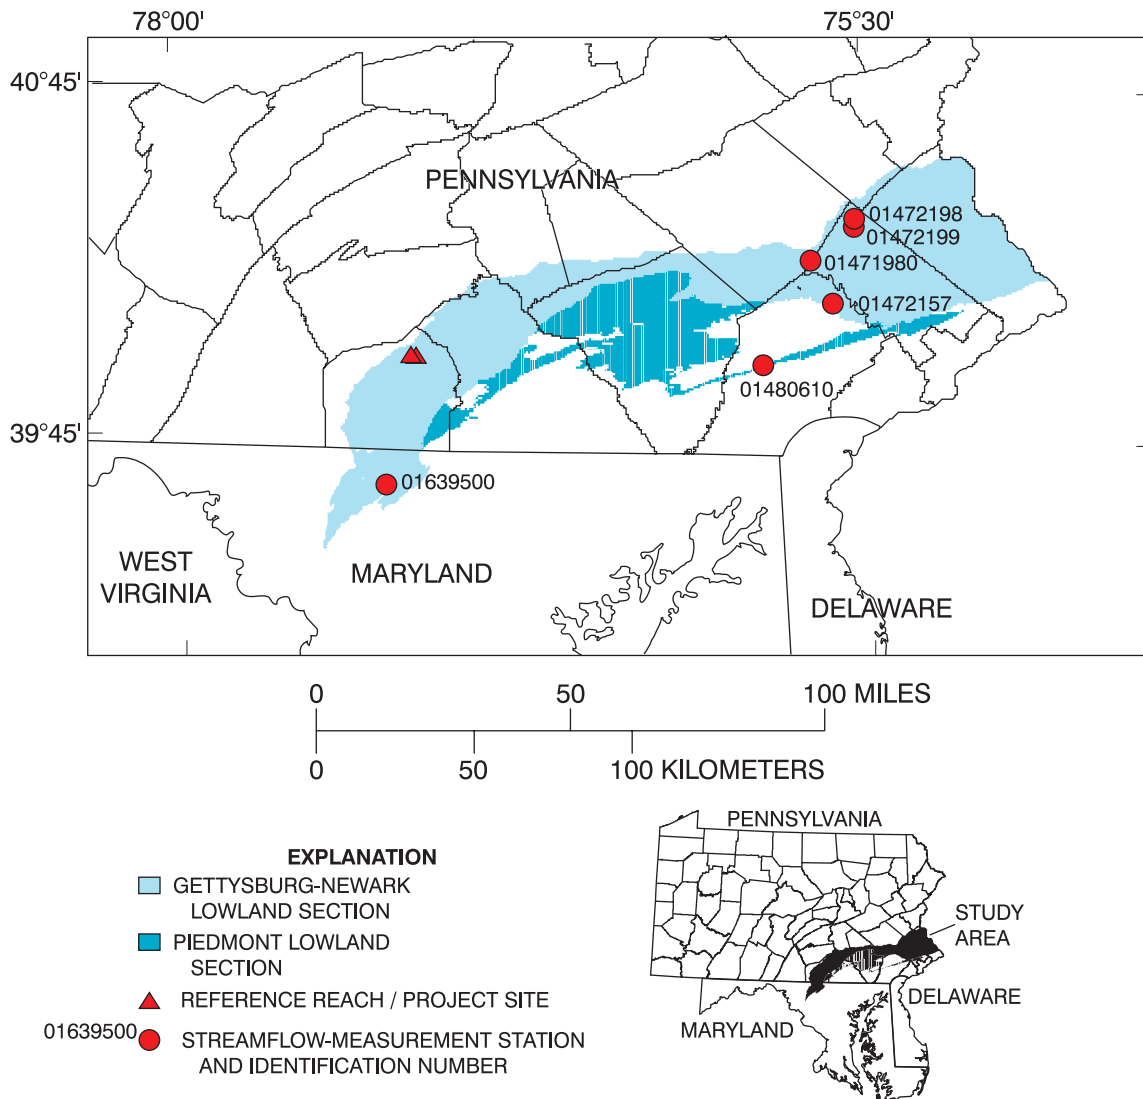 78°00'
75°30'
40°45'
PENNSYLVANIA
01472198
01472199
01471980
01472157
01480610
39°45'
01639500
WEST
VIRGINIA
MARYLAND
DELAWARE
0
50
100 MILES
0
50
100 KILOMETERS
EXPLANATION
GETTYSBURG-NEWARK
LOWLAND SECTION
PIEDMONT LOWLAND
SECTION
REFERENCE REACH / PROJECT SITE
01639500
STREAMFLOW-MEASUREMENT STATION
AND IDENTIFICATION NUMBER
PENNSYLVANIA
STUDY
AREA
DELAWARE
MARYLAND